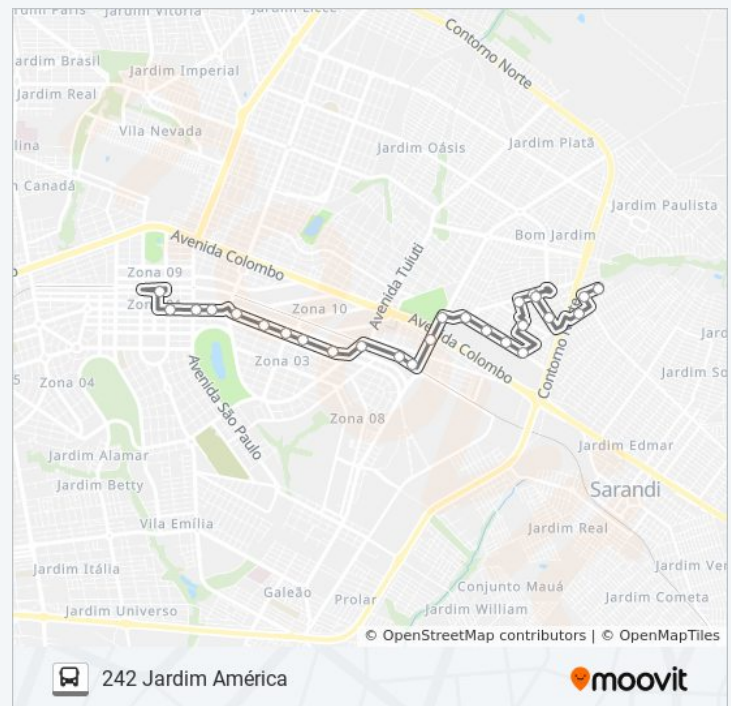 Jardim Paris
Jardim Vitória
Jardim Licce
Contorno Norte
Jardim Brasil
Jardim Imperial
Jardim Real
Vila Nevada
Jardim Oásis
Jardim Piatã
Canadá
Jardim Paulista
Bom Jardim
Avenida Colombo
Zona 09
Avenida Tuiuti
Zona 10
Avenida Colombo
Contorno
Zona 03
Avenida São Paulo
Zona 04
Zona 08
Jardim Alamar
Jardim Edmar
Jardim Betty
Sarandi
Vila Emília
Jardim Real
Jardim Itália
Galeão
Conjunto Mauá
Jardim Universo
Prolar
Jardim William
Jardim Cometa
© OpenStreetMap contributors | © OpenMapTiles
242 Jardim América
moovit